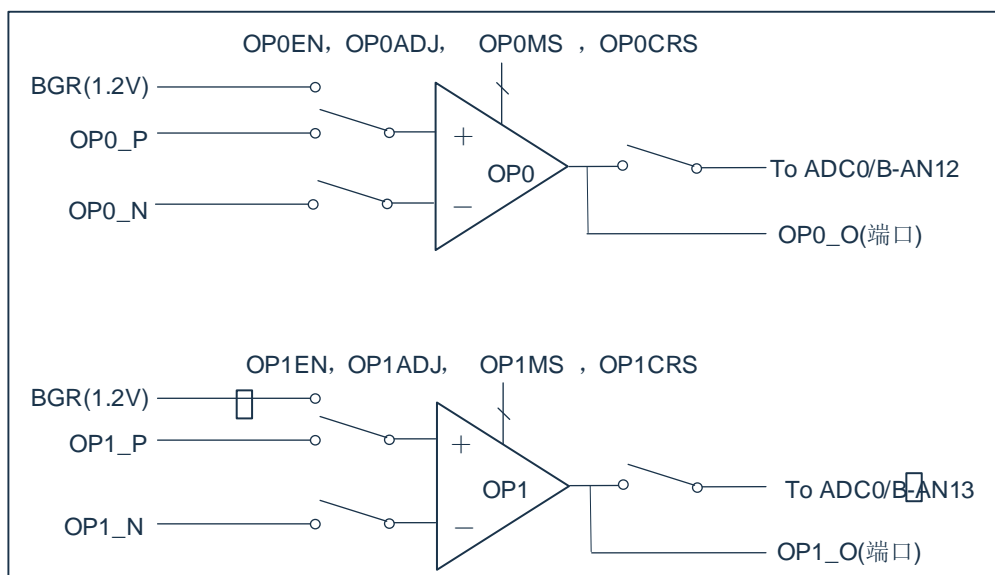 OP0EN，OP0ADJ， OP0MS ，OP0CRS
BGR(1.2V)
OP0_P
+
OP0
To ADC0/B-AN12
OP0_N
−
OP0_O(端口)
OP1EN，OP1ADJ， OP1MS ，OP1CRS
BGR(1.2V)
OP1_P
+
OP1
To ADC0/B-AN13
OP1_N
−
OP1_O(端口)